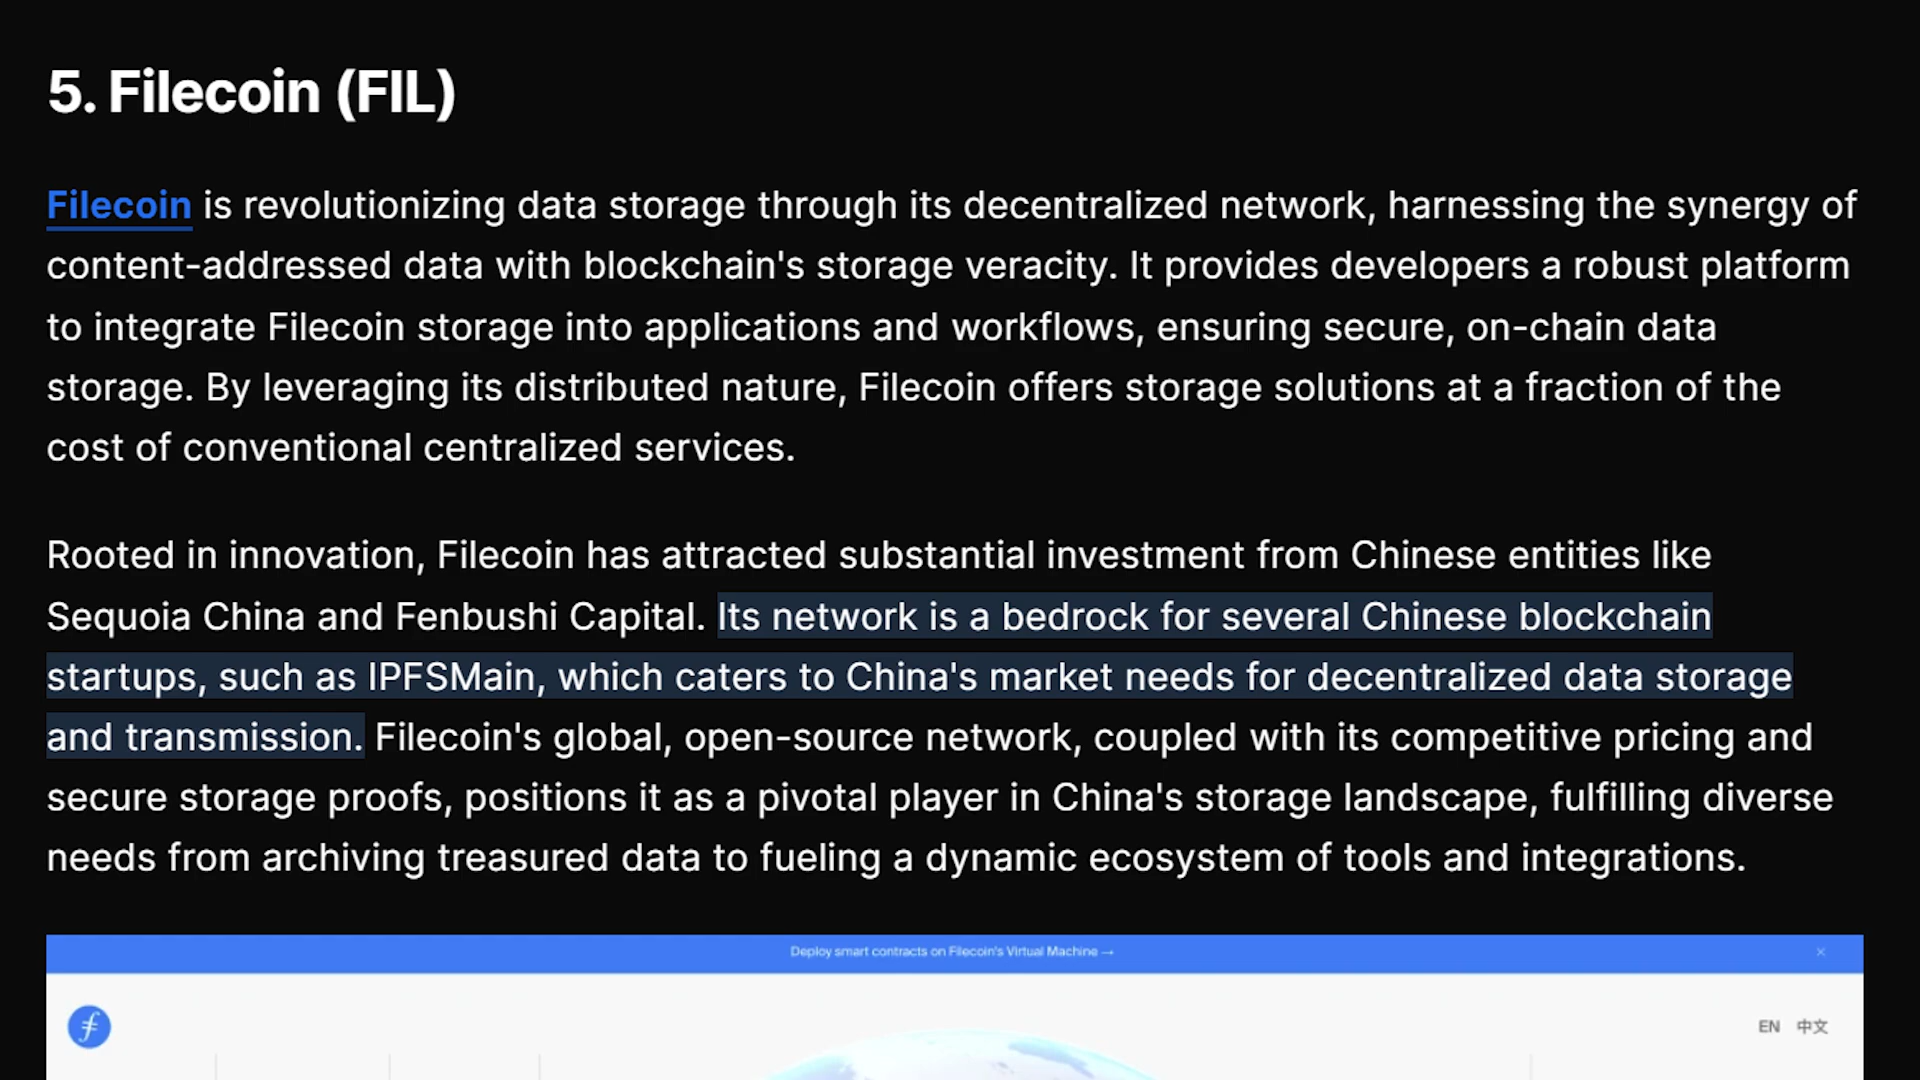 5. Filecoin (FIL)
Filecoin is revolutionizing data storage through its decentralized network, harnessing the synergy of
content-addressed data with blockchain's storage veracity. It provides developers a robust platform
to integrate Filecoin storage into applications and workflows, ensuring secure, on-chain data
storage. By leveraging its distributed nature, Filecoin offers storage solutions at a fraction of the
cost of conventional centralized services.
Rooted in innovation, Filecoin has attracted substantial investment from Chinese entities like
Sequoia China and Fenbushi Capital. Its network is a bedrock for several Chinese blockchain
startups, such as IPFSMain, which caters to China's market needs for decentralized data storage
and transmission. Filecoin's global, open-source network, coupled with its competitive pricing and
secure storage proofs, positions it as a pivotal player in China's storage landscape, fulfilling diverse
needs from archiving treasured data to fueling a dynamic ecosystem of tools and integrations.
Deploy smart contracts on Filecoin's Virtual Machine →
EN 中文